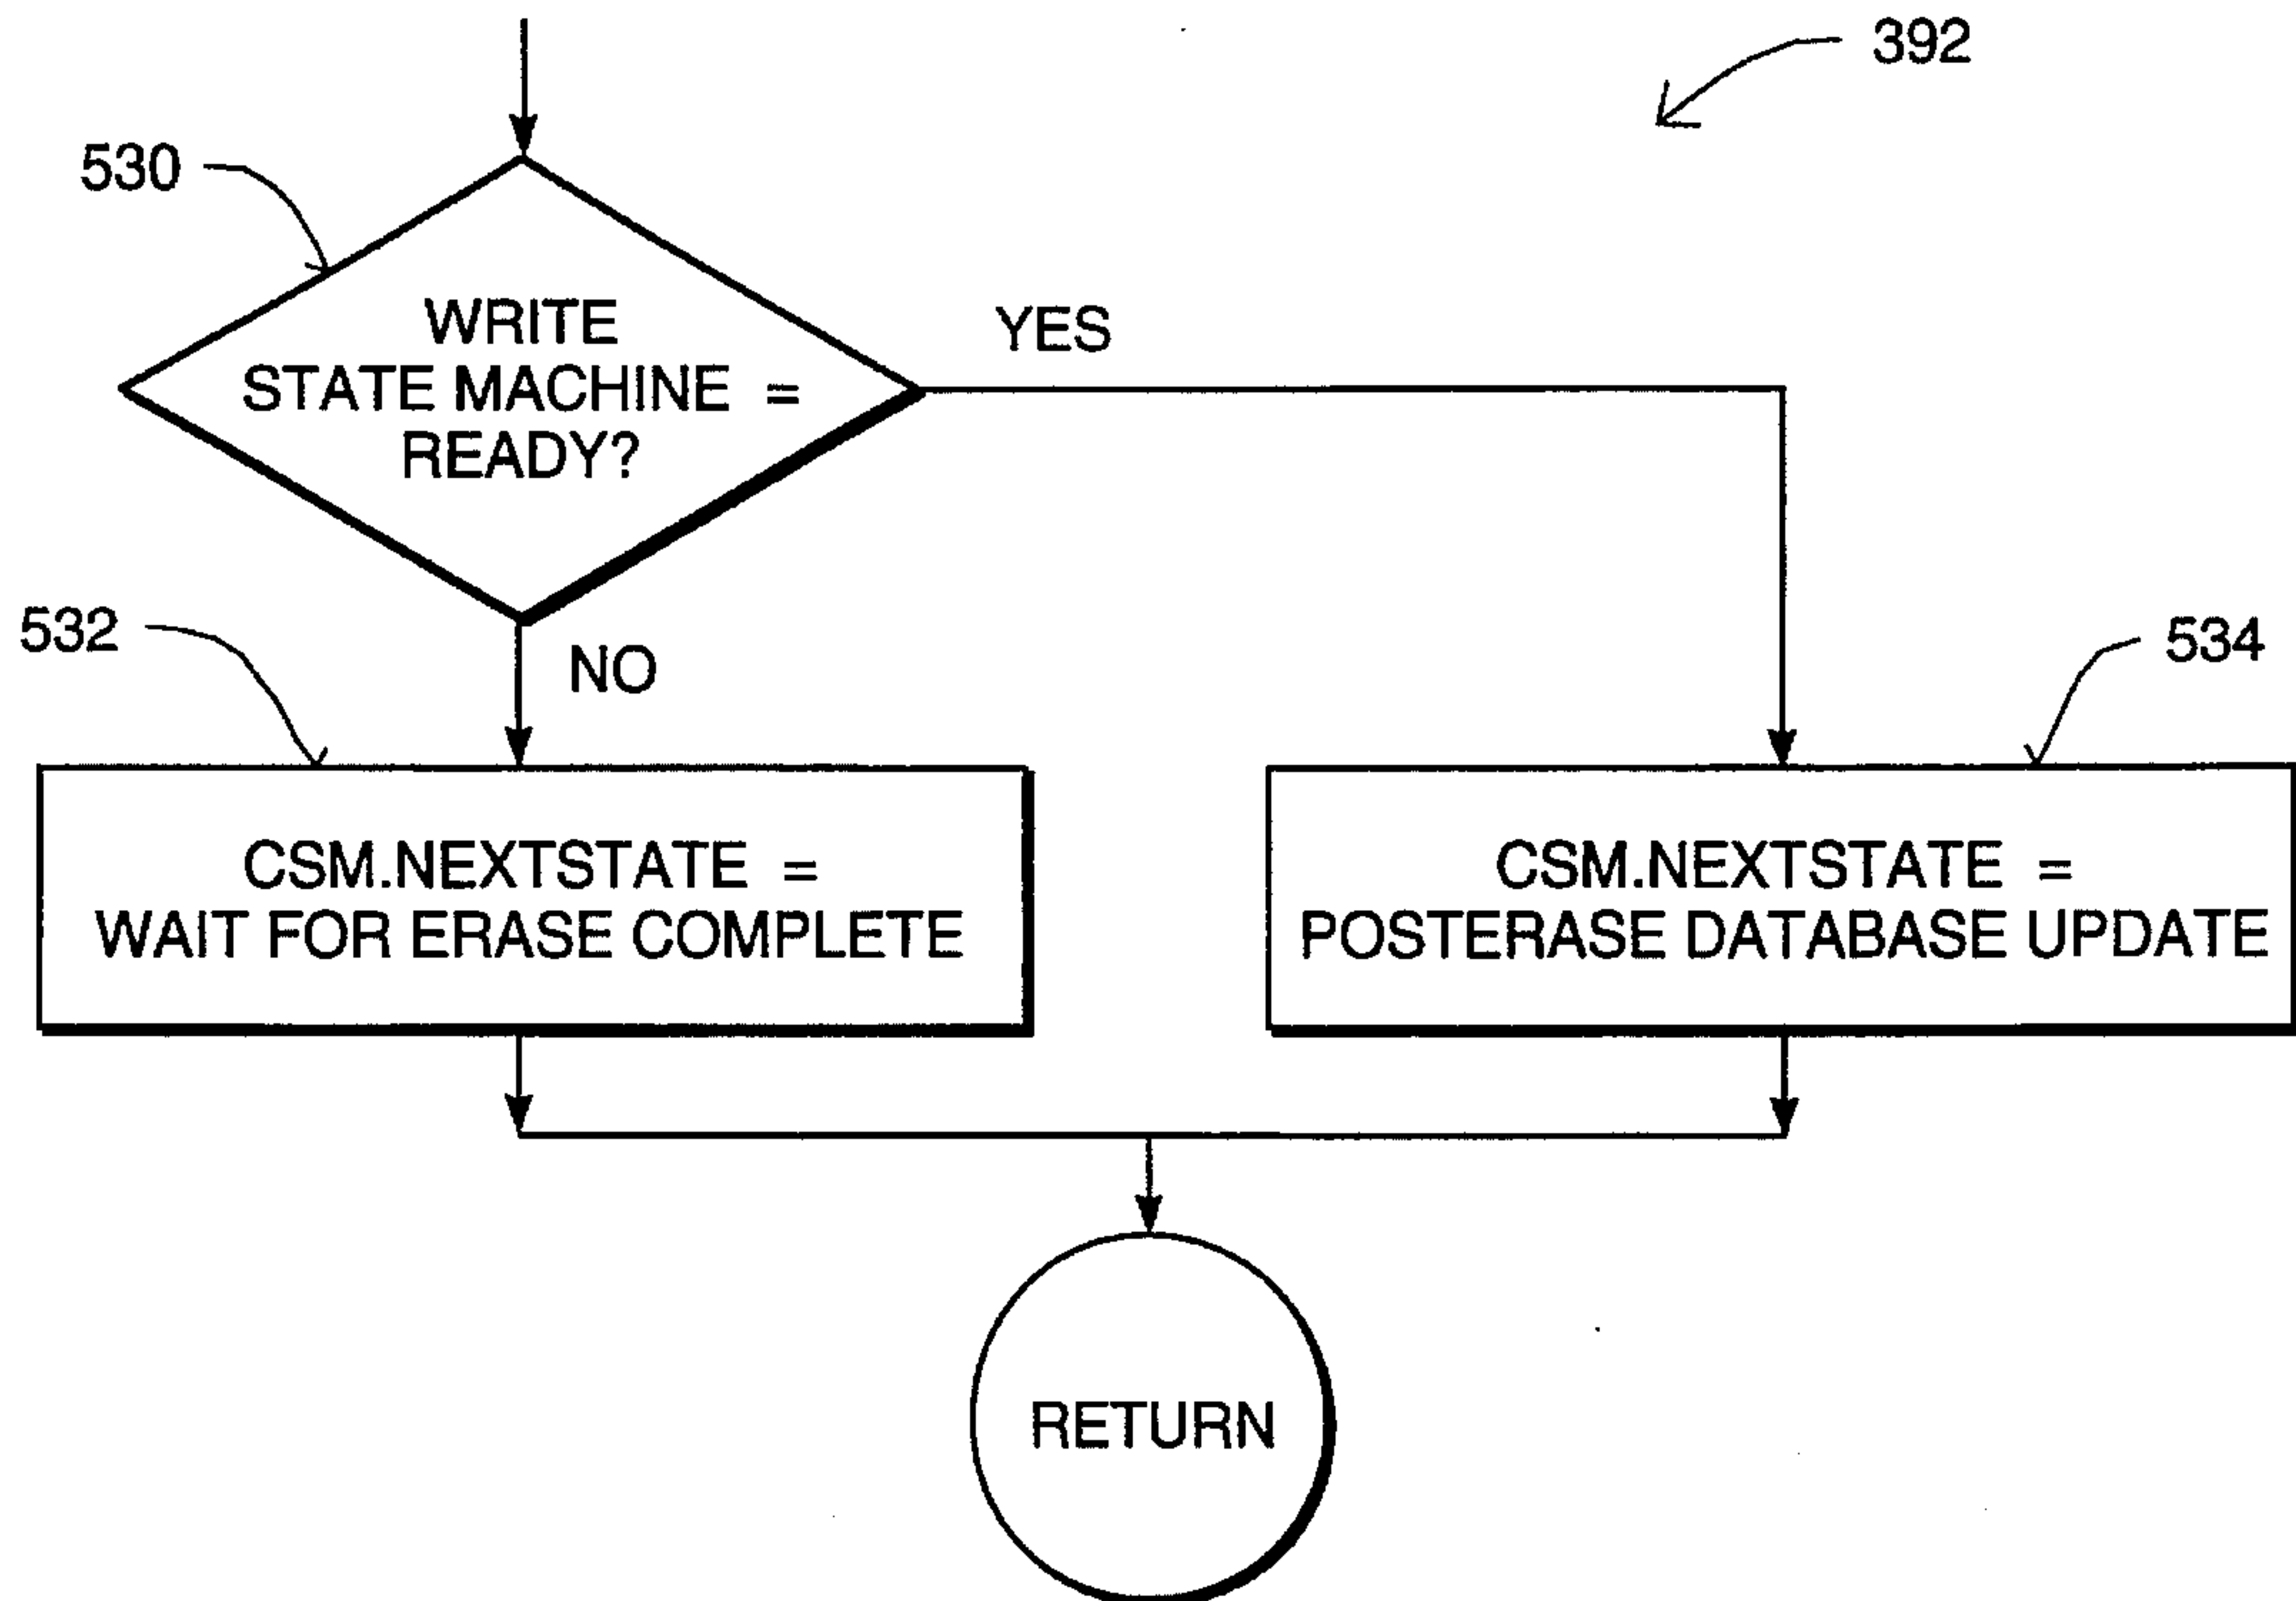 392
530
WRITE
STATE MACHINE =
READY?
YES
532
NO
534
CSM.NEXTSTATE =
WAIT FOR ERASE COMPLETE
CSM.NEXTSTATE =
POSTERASE DATABASE UPDATE
RETURN